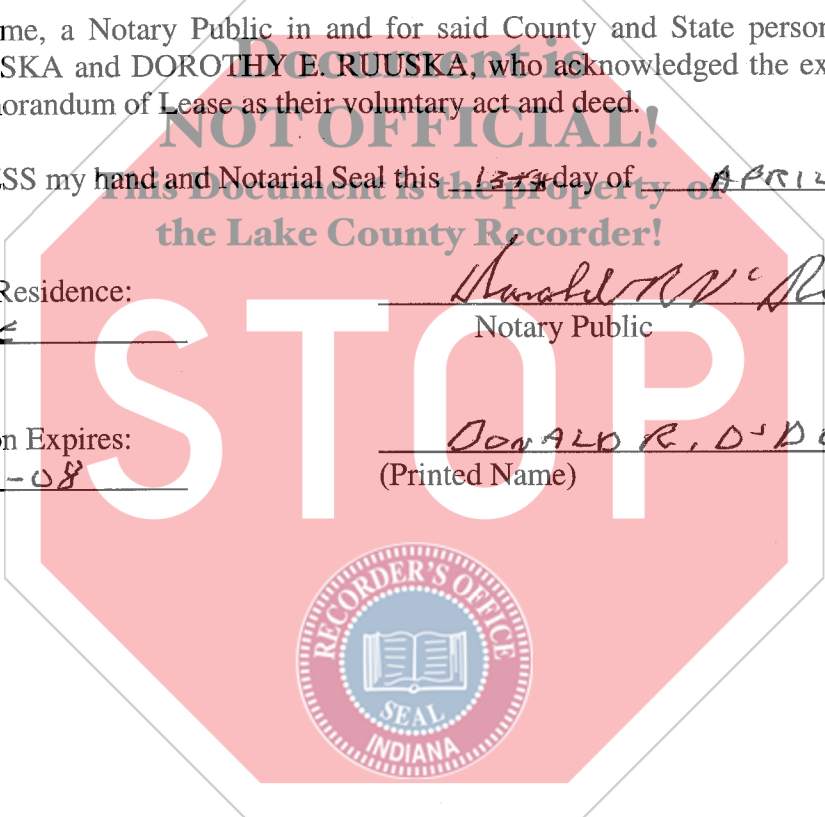 me, a Notary Public in and for said County and State person
SKA and DOROTHY E. RUUSKA, who acknowledged the ex
orandum of Lease as their voluntary act and deed.
Document is
NOT OFFICIAL!
This Document is the property of
the Lake County Recorder!
SS my hand and Notarial Seal this 13th day of APRIL
Residence:
Notary Public
STOP
n Expires:
-08
DONALD R.
(Printed Name)
RECORDER'S OFFICE
SEAL
INDIANA